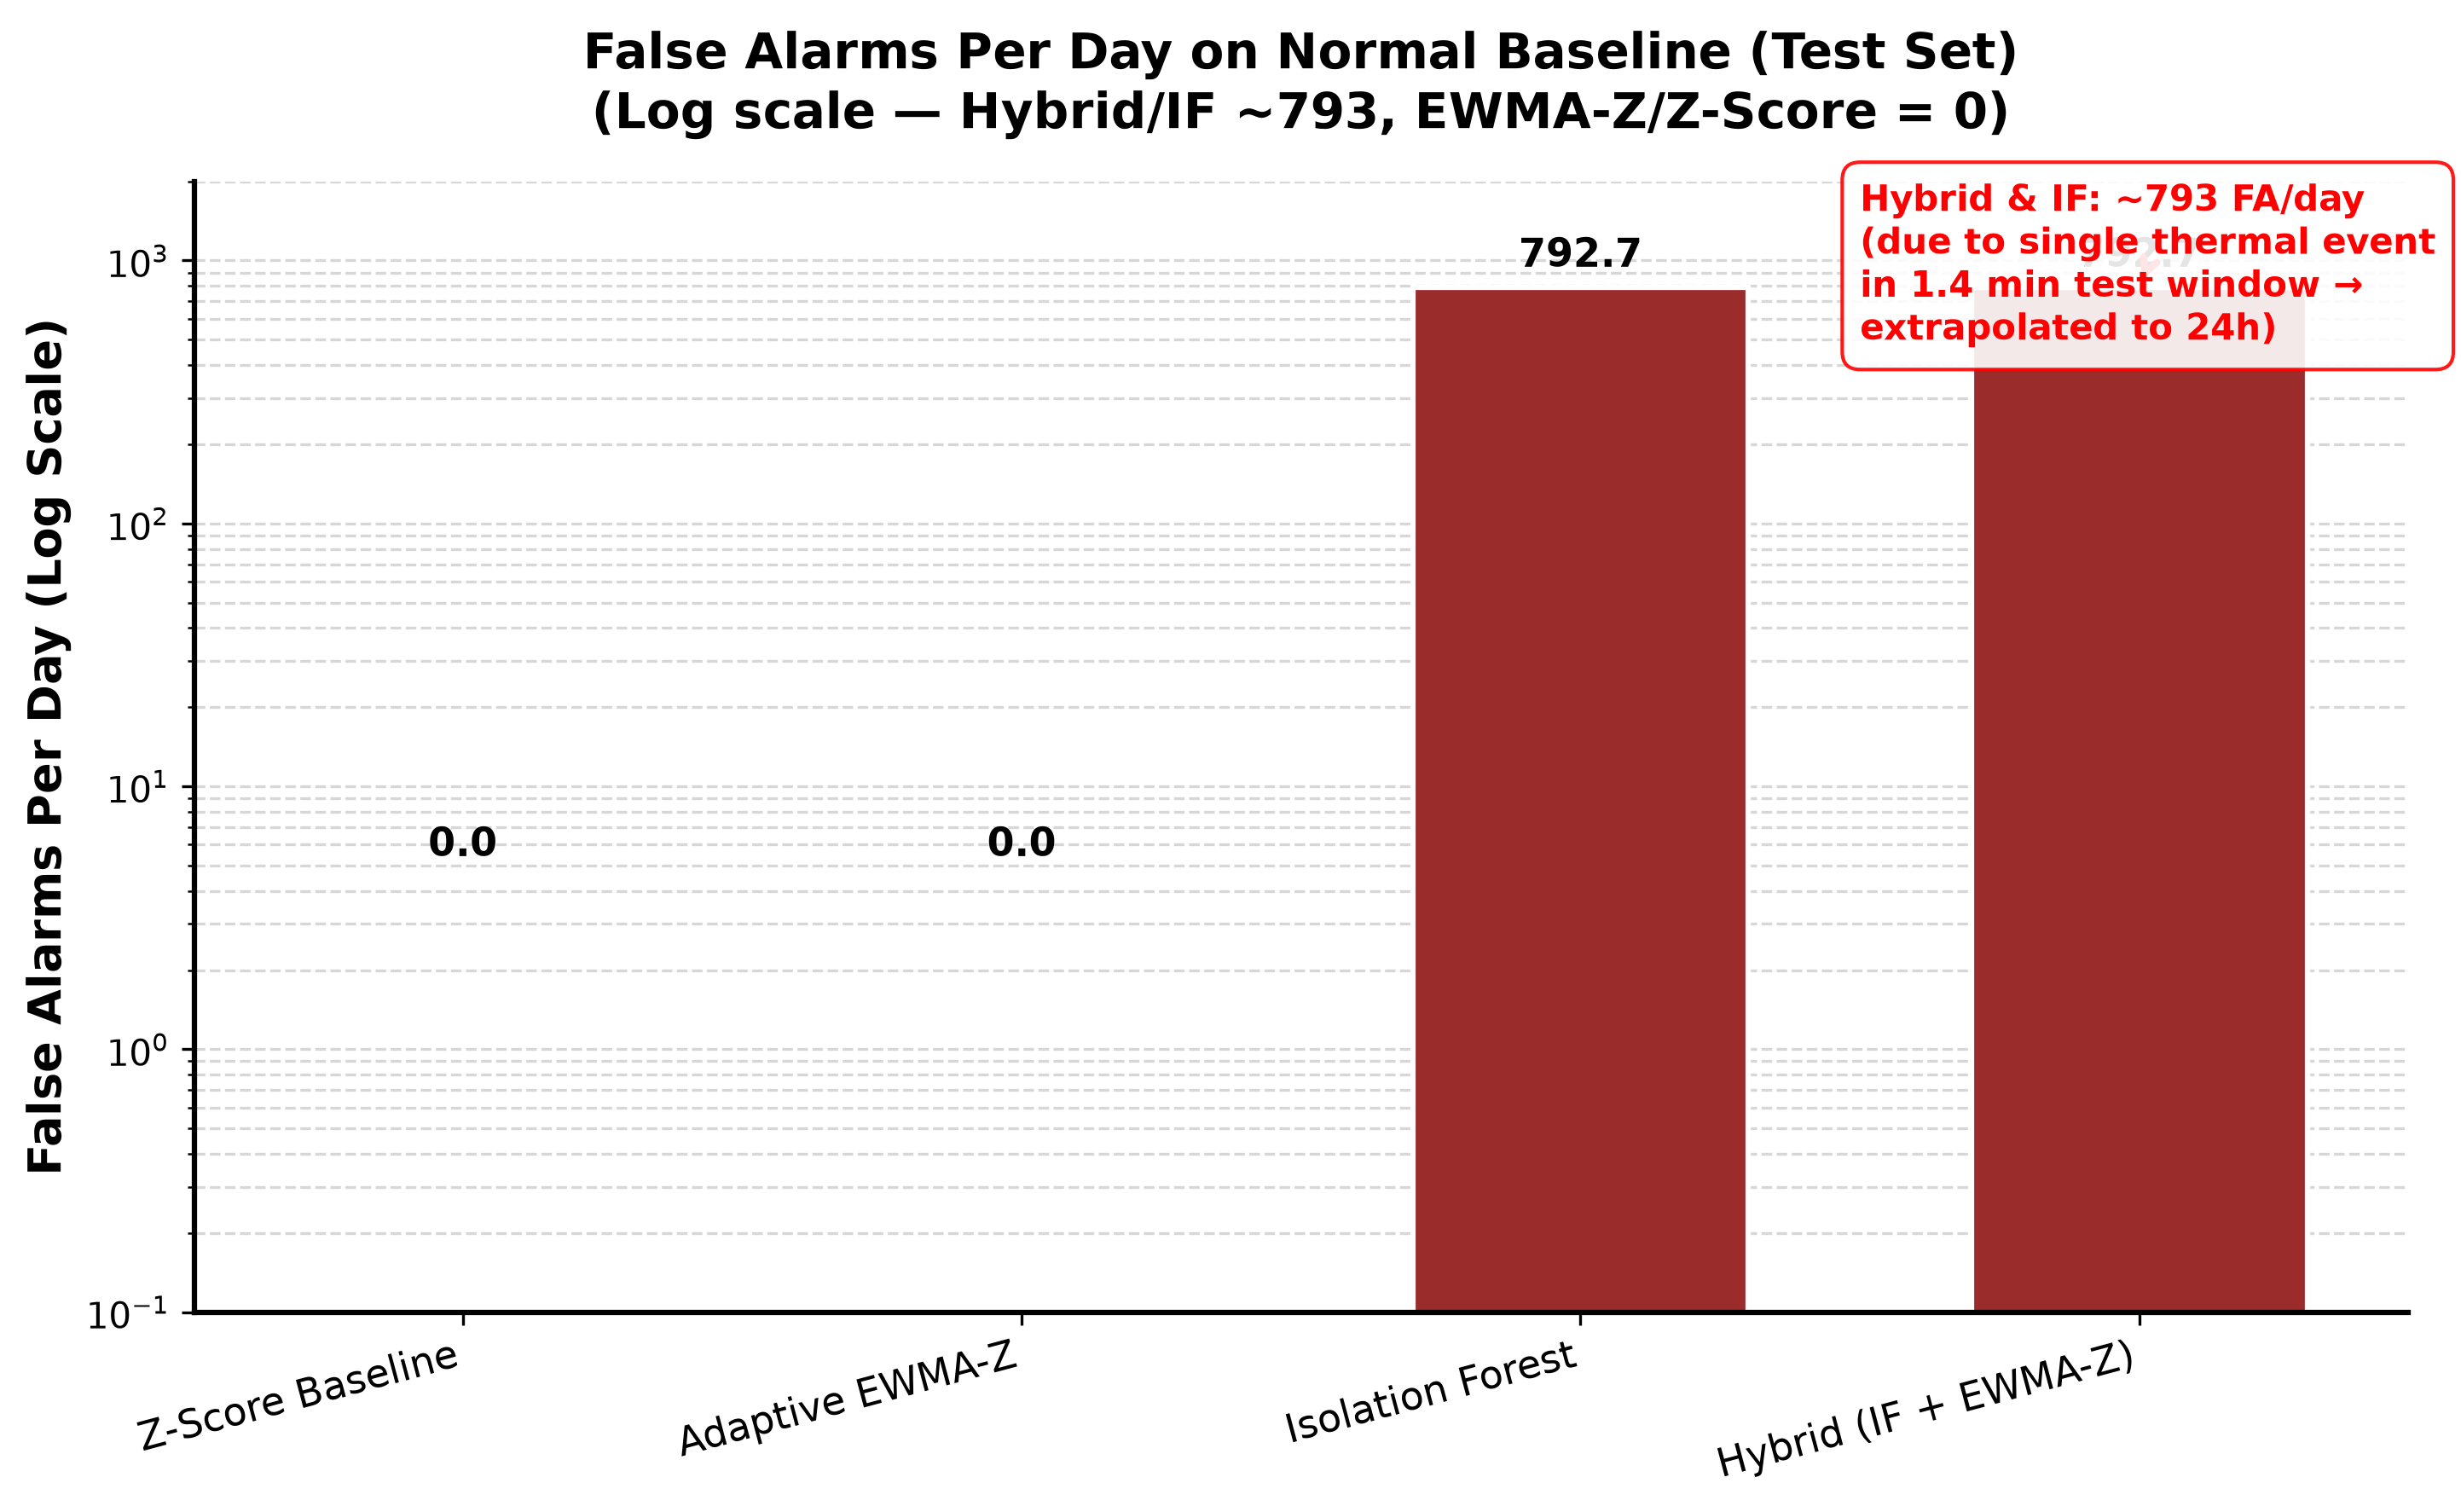 False Alarms Per Day on Normal Baseline (Test Set)
(Log scale — Hybrid/IF ~793, EWMA-Z/Z-Score = 0)
Hybrid & IF: ~793 FA/day
(due to single thermal event
in 1.4 min test window →
extrapolated to 24h)
False Alarms Per Day (Log Scale)
10³
10²
10¹
10⁰
10⁻¹
0.0
0.0
792.7
Z-Score Baseline
Adaptive EWMA-Z
Isolation Forest
Hybrid (IF + EWMA-Z)